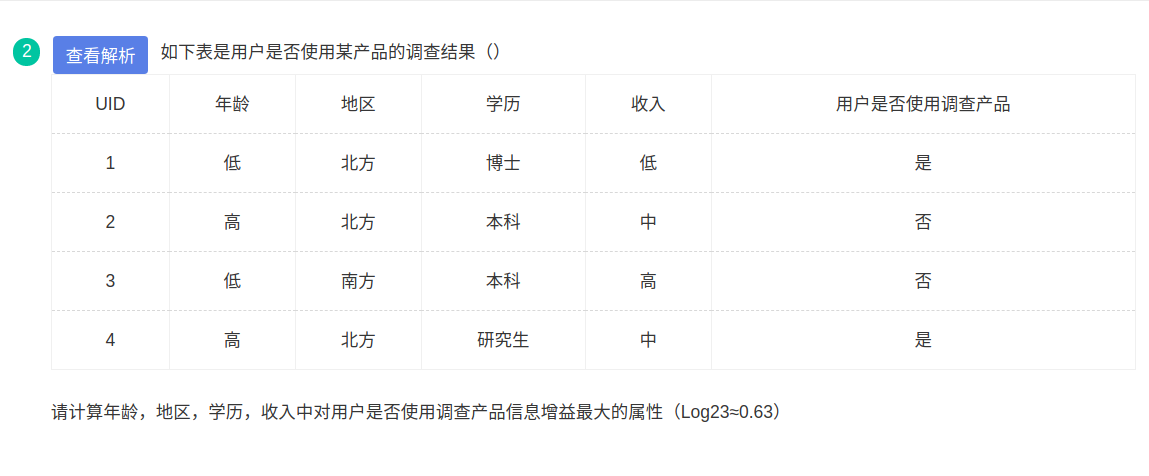 2 查看解析 如下表是用户是否使用某产品的调查结果（）
UID 年龄 地区 学历 收入 用户是否使用调查产品
1 低 北方 博士 低 是
2 高 北方 本科 中 否
3 低 南方 本科 高 否
4 高 北方 研究生 中 是
请计算年龄，地区，学历，收入中对用户是否使用调查产品信息增益最大的属性（Log23≈0.63）